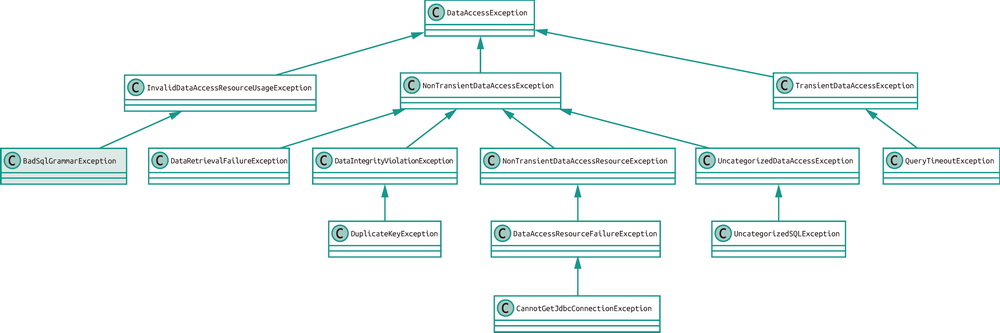 C DataAccessException
C InvalidDataAccessResourceUsageException
C NonTransientDataAccessException
C TransientDataAccessException
C BadSqlGrammarException
C DataRetrievalFailureException
C DataIntegrityViolationException
C NonTransientDataAccessResourceException
C UncategorizedDataAccessException
C QueryTimeoutException
C DuplicateKeyException
C DataAccessResourceFailureException
C UncategorizedSQLException
C CannotGetJdbcConnectionException